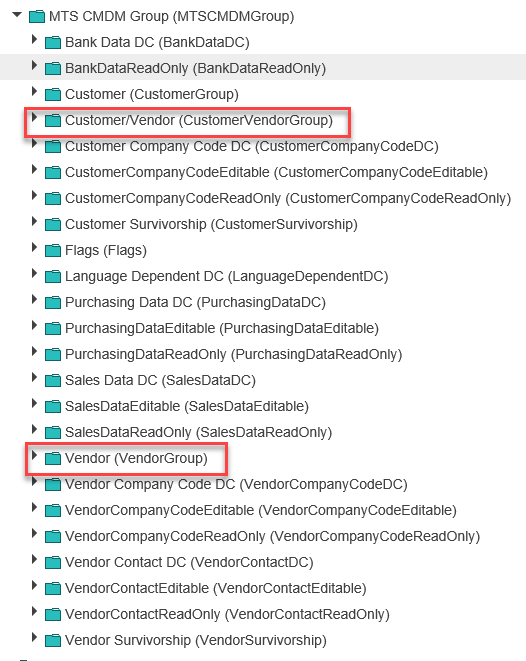 MTS CMDM Group (MTSCMDMGroup)
Bank Data DC (BankDataDC)
BankDataReadOnly (BankDataReadOnly)
Customer (CustomerGroup)
Customer/Vendor (CustomerVendorGroup)
Customer Company Code DC (CustomerCompanyCodeDC)
CustomerCompanyCodeEditable (CustomerCompanyCodeEditable)
CustomerCompanyCodeReadOnly (CustomerCompanyCodeReadOnly)
Customer Survivorship (CustomerSurvivorship)
Flags (Flags)
Language Dependent DC (LanguageDependentDC)
Purchasing Data DC (PurchasingDataDC)
PurchasingDataEditable (PurchasingDataEditable)
PurchasingDataReadOnly (PurchasingDataReadOnly)
Sales Data DC (SalesDataDC)
SalesDataEditable (SalesDataEditable)
SalesDataReadOnly (SalesDataReadOnly)
Vendor (VendorGroup)
Vendor Company Code DC (VendorCompanyCodeDC)
VendorCompanyCodeEditable (VendorCompanyCodeEditable)
VendorCompanyCodeReadOnly (VendorCompanyCodeReadOnly)
Vendor Contact DC (VendorContactDC)
VendorContactEditable (VendorContactEditable)
VendorContactReadOnly (VendorContactReadOnly)
Vendor Survivorship (VendorSurvivorship)